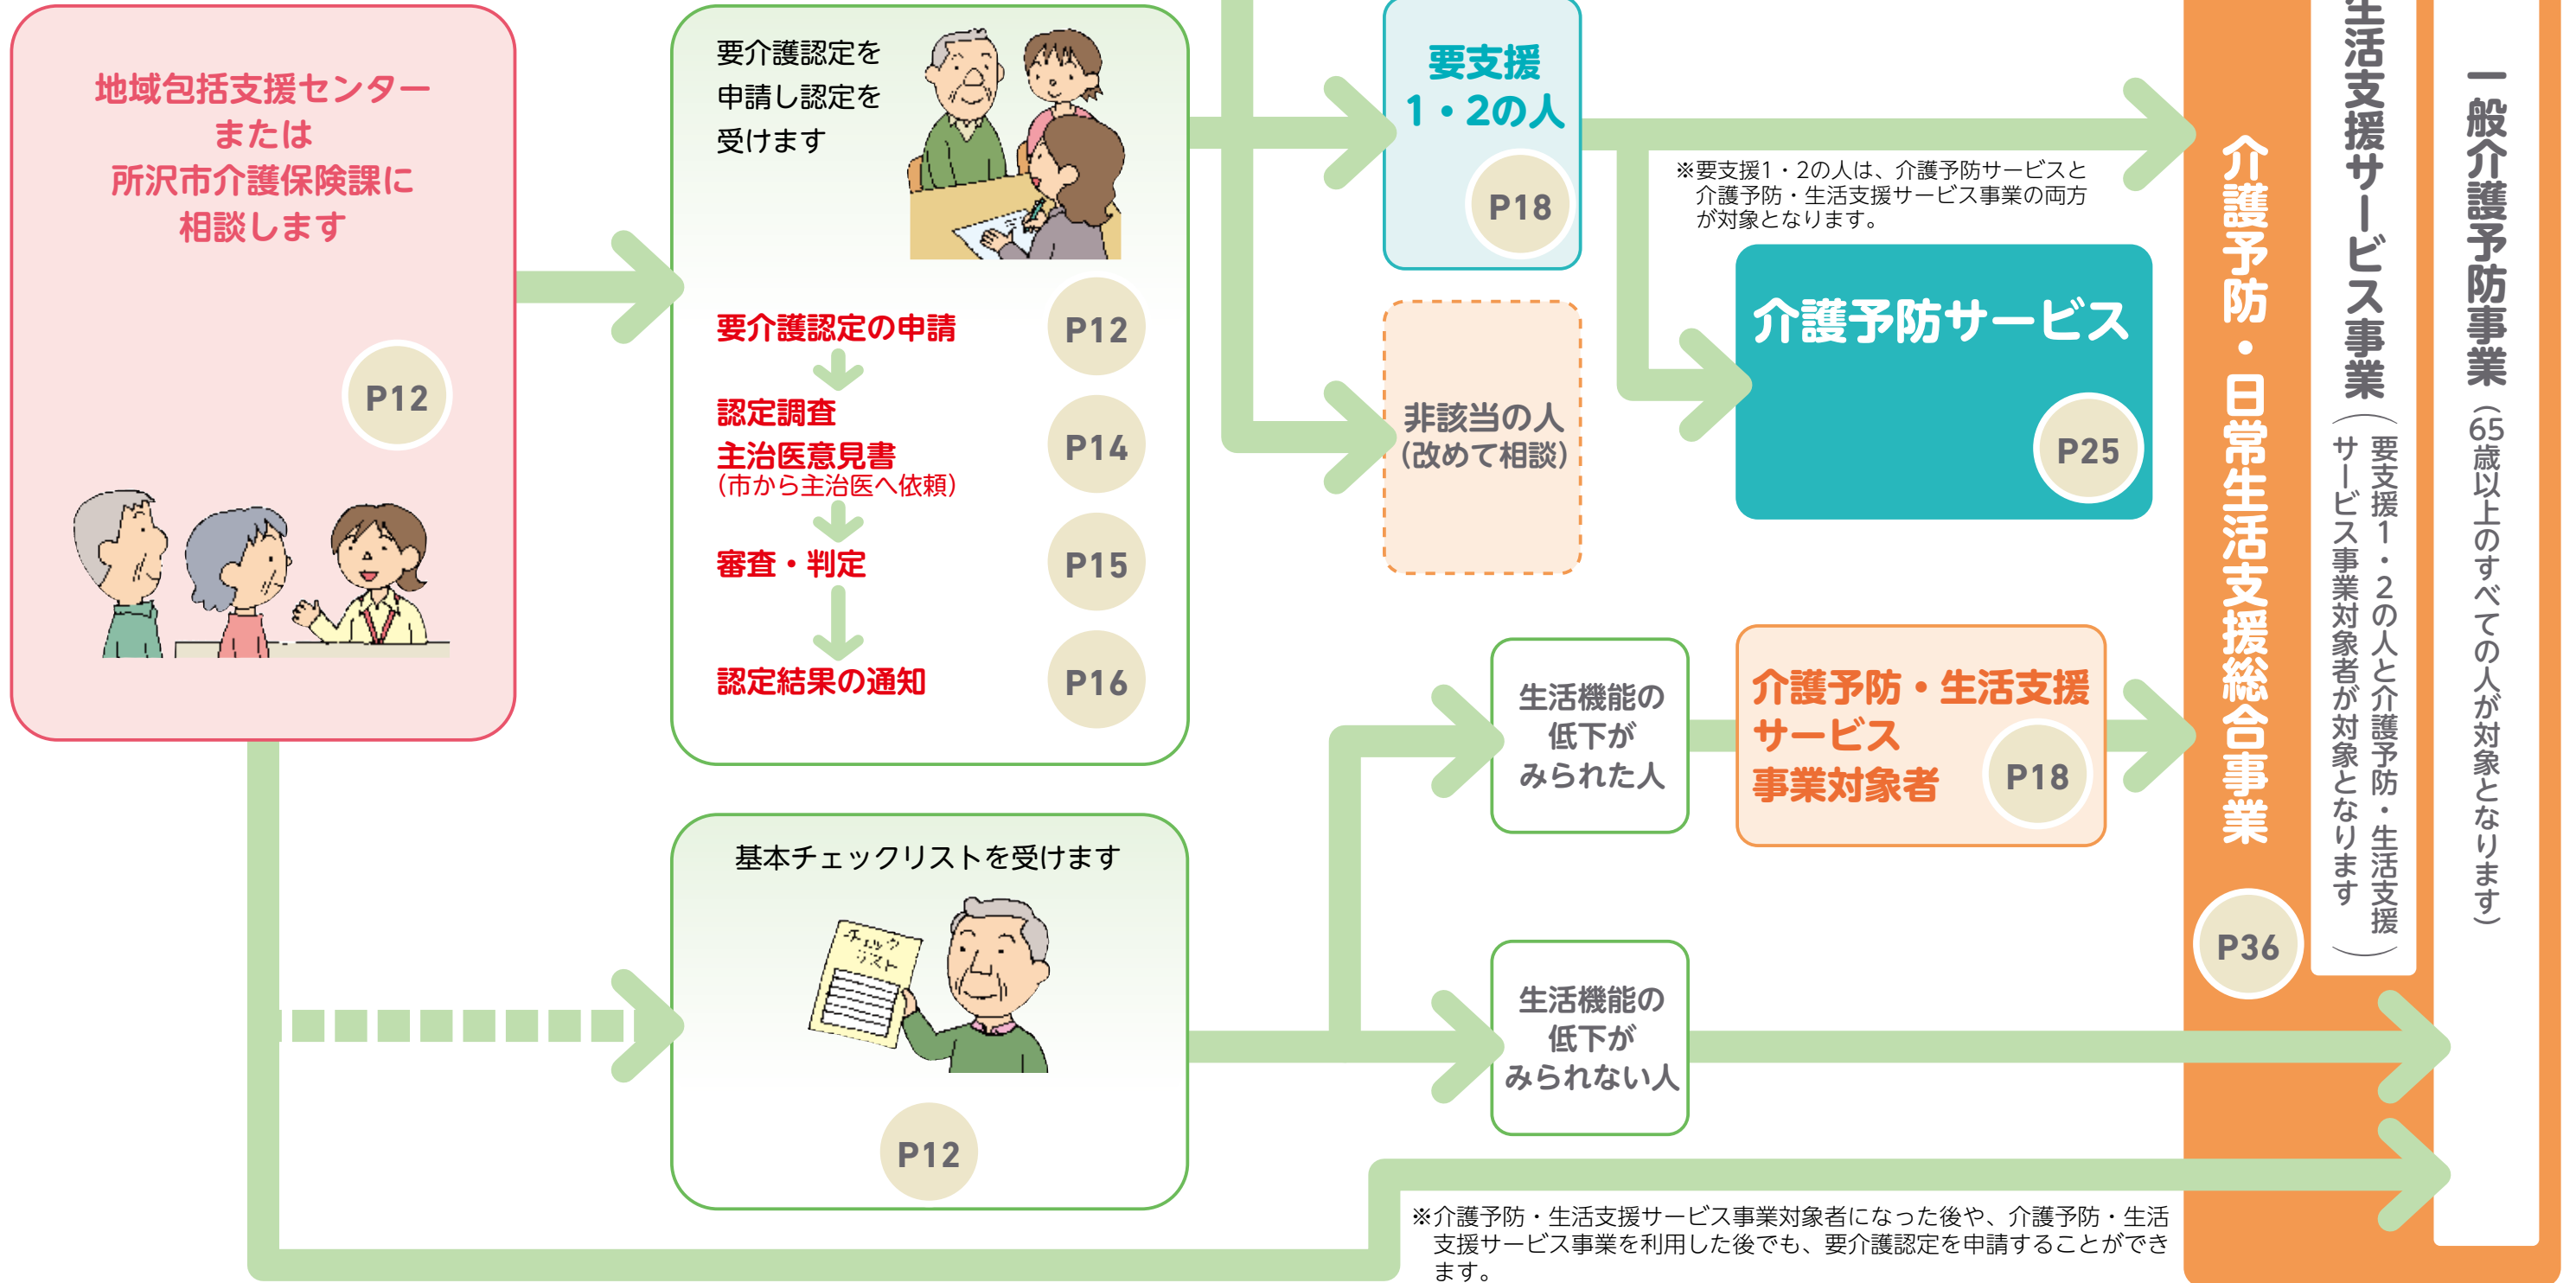 地域包括支援センター
または
所沢市介護保険課に
相談します
P12
要介護認定を
申請し認定を
受けます
要介護認定の申請
P12
認定調査
主治医意見書
(市から主治医へ依頼)
P14
審査・判定
P15
認定結果の通知
P16
基本チェックリストを受けます
チェック
リスト
P12
要支援
1・2の人
P18
※要支援1・2の人は、介護予防サービスと
介護予防・生活支援サービス事業の両方
が対象となります。
介護予防サービス
P25
非該当の人
(改めて相談)
生活機能の
低下が
みられた人
介護予防・生活支援
サービス
事業対象者
P18
生活機能の
低下が
みられない人
※介護予防・生活支援サービス事業対象者になった後や、介護予防・生活
支援サービス事業を利用した後でも、要介護認定を申請することができ
ます。
介護予防・日常生活支援総合事業
P36
生活支援サービス事業
(要支援1・2の人と介護予防・生活支援
サービス事業対象者が対象となります)
一般介護予防事業(65歳以上のすべての人が対象となります)